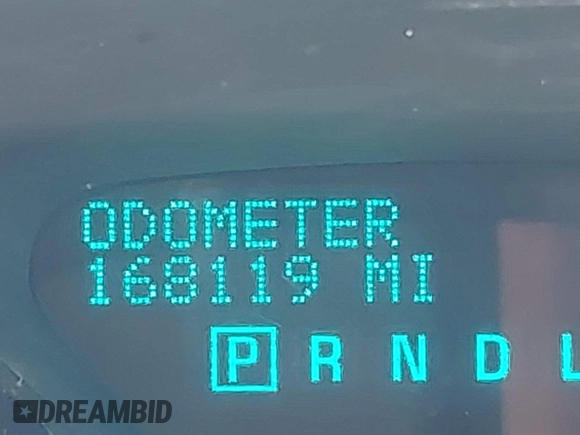 ODOMETER
168119 MI
P R N D L
DREAMBID